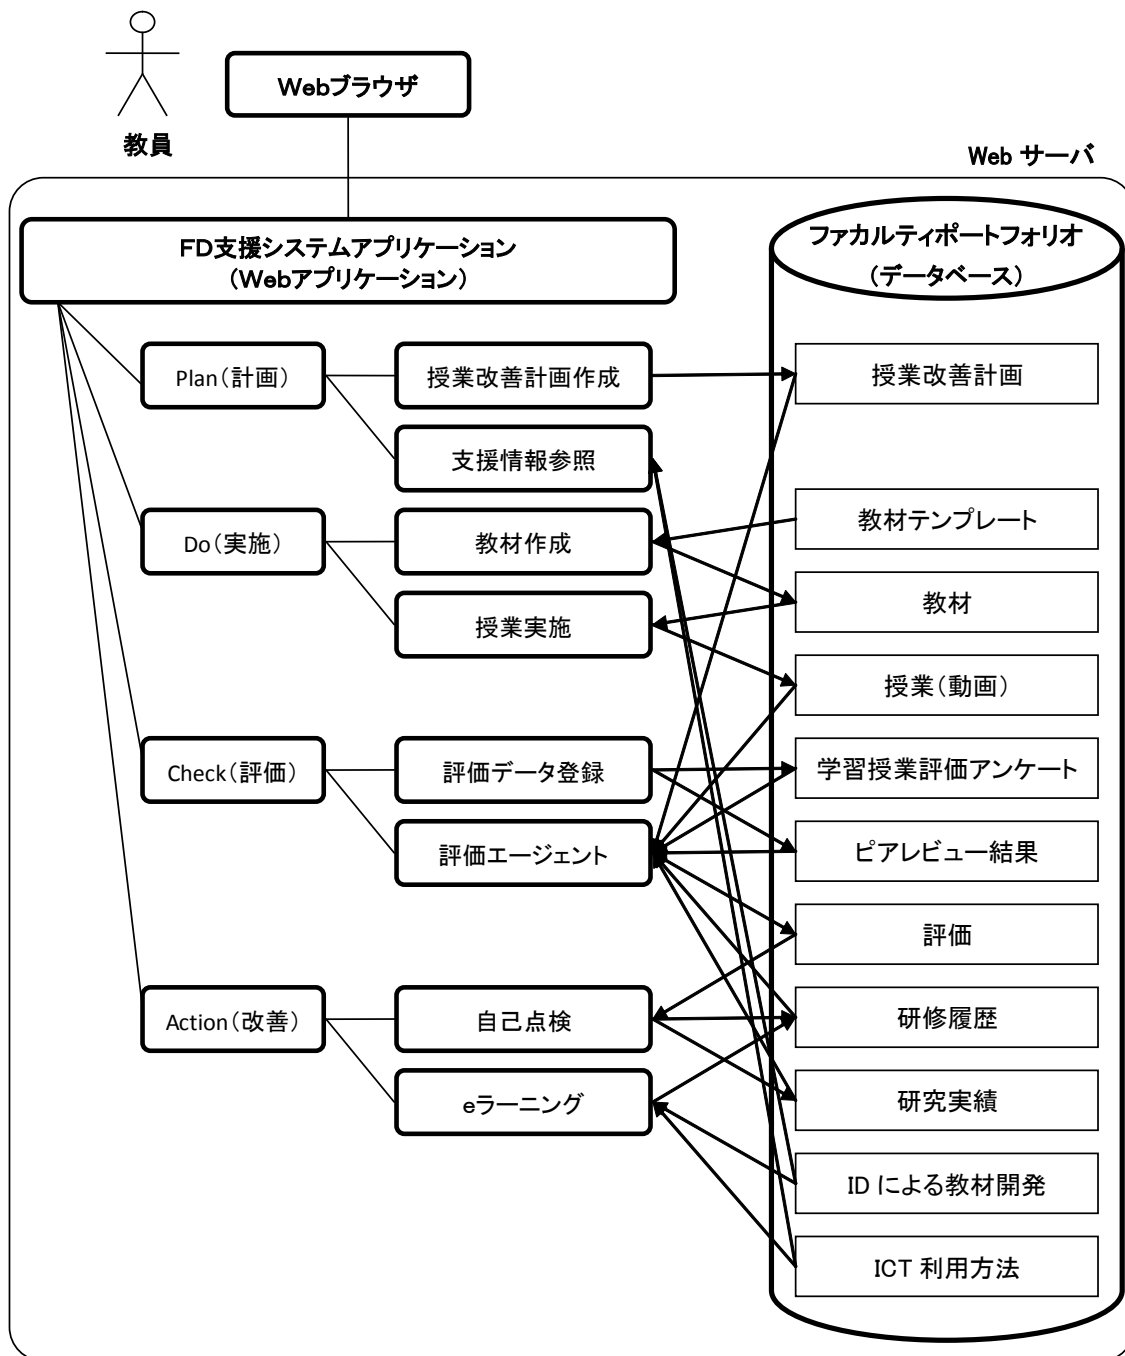 Webブラウザ
教員
Web サーバ
FD支援システムアプリケーション
(Webアプリケーション)
ファカルティポートフォリオ
(データベース)
Plan(計画)
授業改善計画作成
授業改善計画
支援情報参照
教材テンプレート
Do(実施)
教材作成
教材
授業実施
授業(動画)
Check(評価)
評価データ登録
学習授業評価アンケート
評価エージェント
ピアレビュー結果
評価
Action(改善)
自己点検
研修履歴
eラーニング
研究実績
ID による教材開発
ICT 利用方法